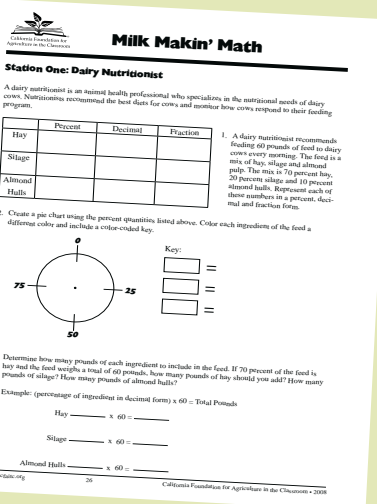 California Foundation for
Agriculture in the Classroom
Milk Makin' Math
Station One: Dairy Nutritionist
A dairy nutritionist is an animal health professional who specializes in the nutritional needs of dairy
cows. Nutritionists recommend the best diets for cows and monitor how cows respond to their feeding
program.
Percent Decimal Fraction
Hay
Silage
Almond
Hulls
1. A dairy nutritionist recommends
feeding 60 pounds of feed to dairy
cows every morning. The feed is a
mix of hay, silage and almond
pulp. The mix is 70 percent hay,
20 percent silage and 10 percent
almond hulls. Represent each of
these numbers in a percent, deci-
mal and fraction form.
. Create a pie chart using the percent quantities listed above. Color each ingredient of the feed a
different color and include a color-coded key.
0
75
25
50
Key:
=
=
=
Determine how many pounds of each ingredient to include in the feed. If 70 percent of the feed is
hay and the feed weighs a total of 60 pounds, how many pounds of hay should you add? How many
pounds of silage? How many pounds of almond hulls?
Example: (percentage of ingredient in decimal form) x 60 = Total Pounds
Hay ______ x 60 = ______
Silage ______ x 60 = ______
Almond Hulls ______ x 60 = ______
26
California Foundation for Agriculture in the Classroom • 2008